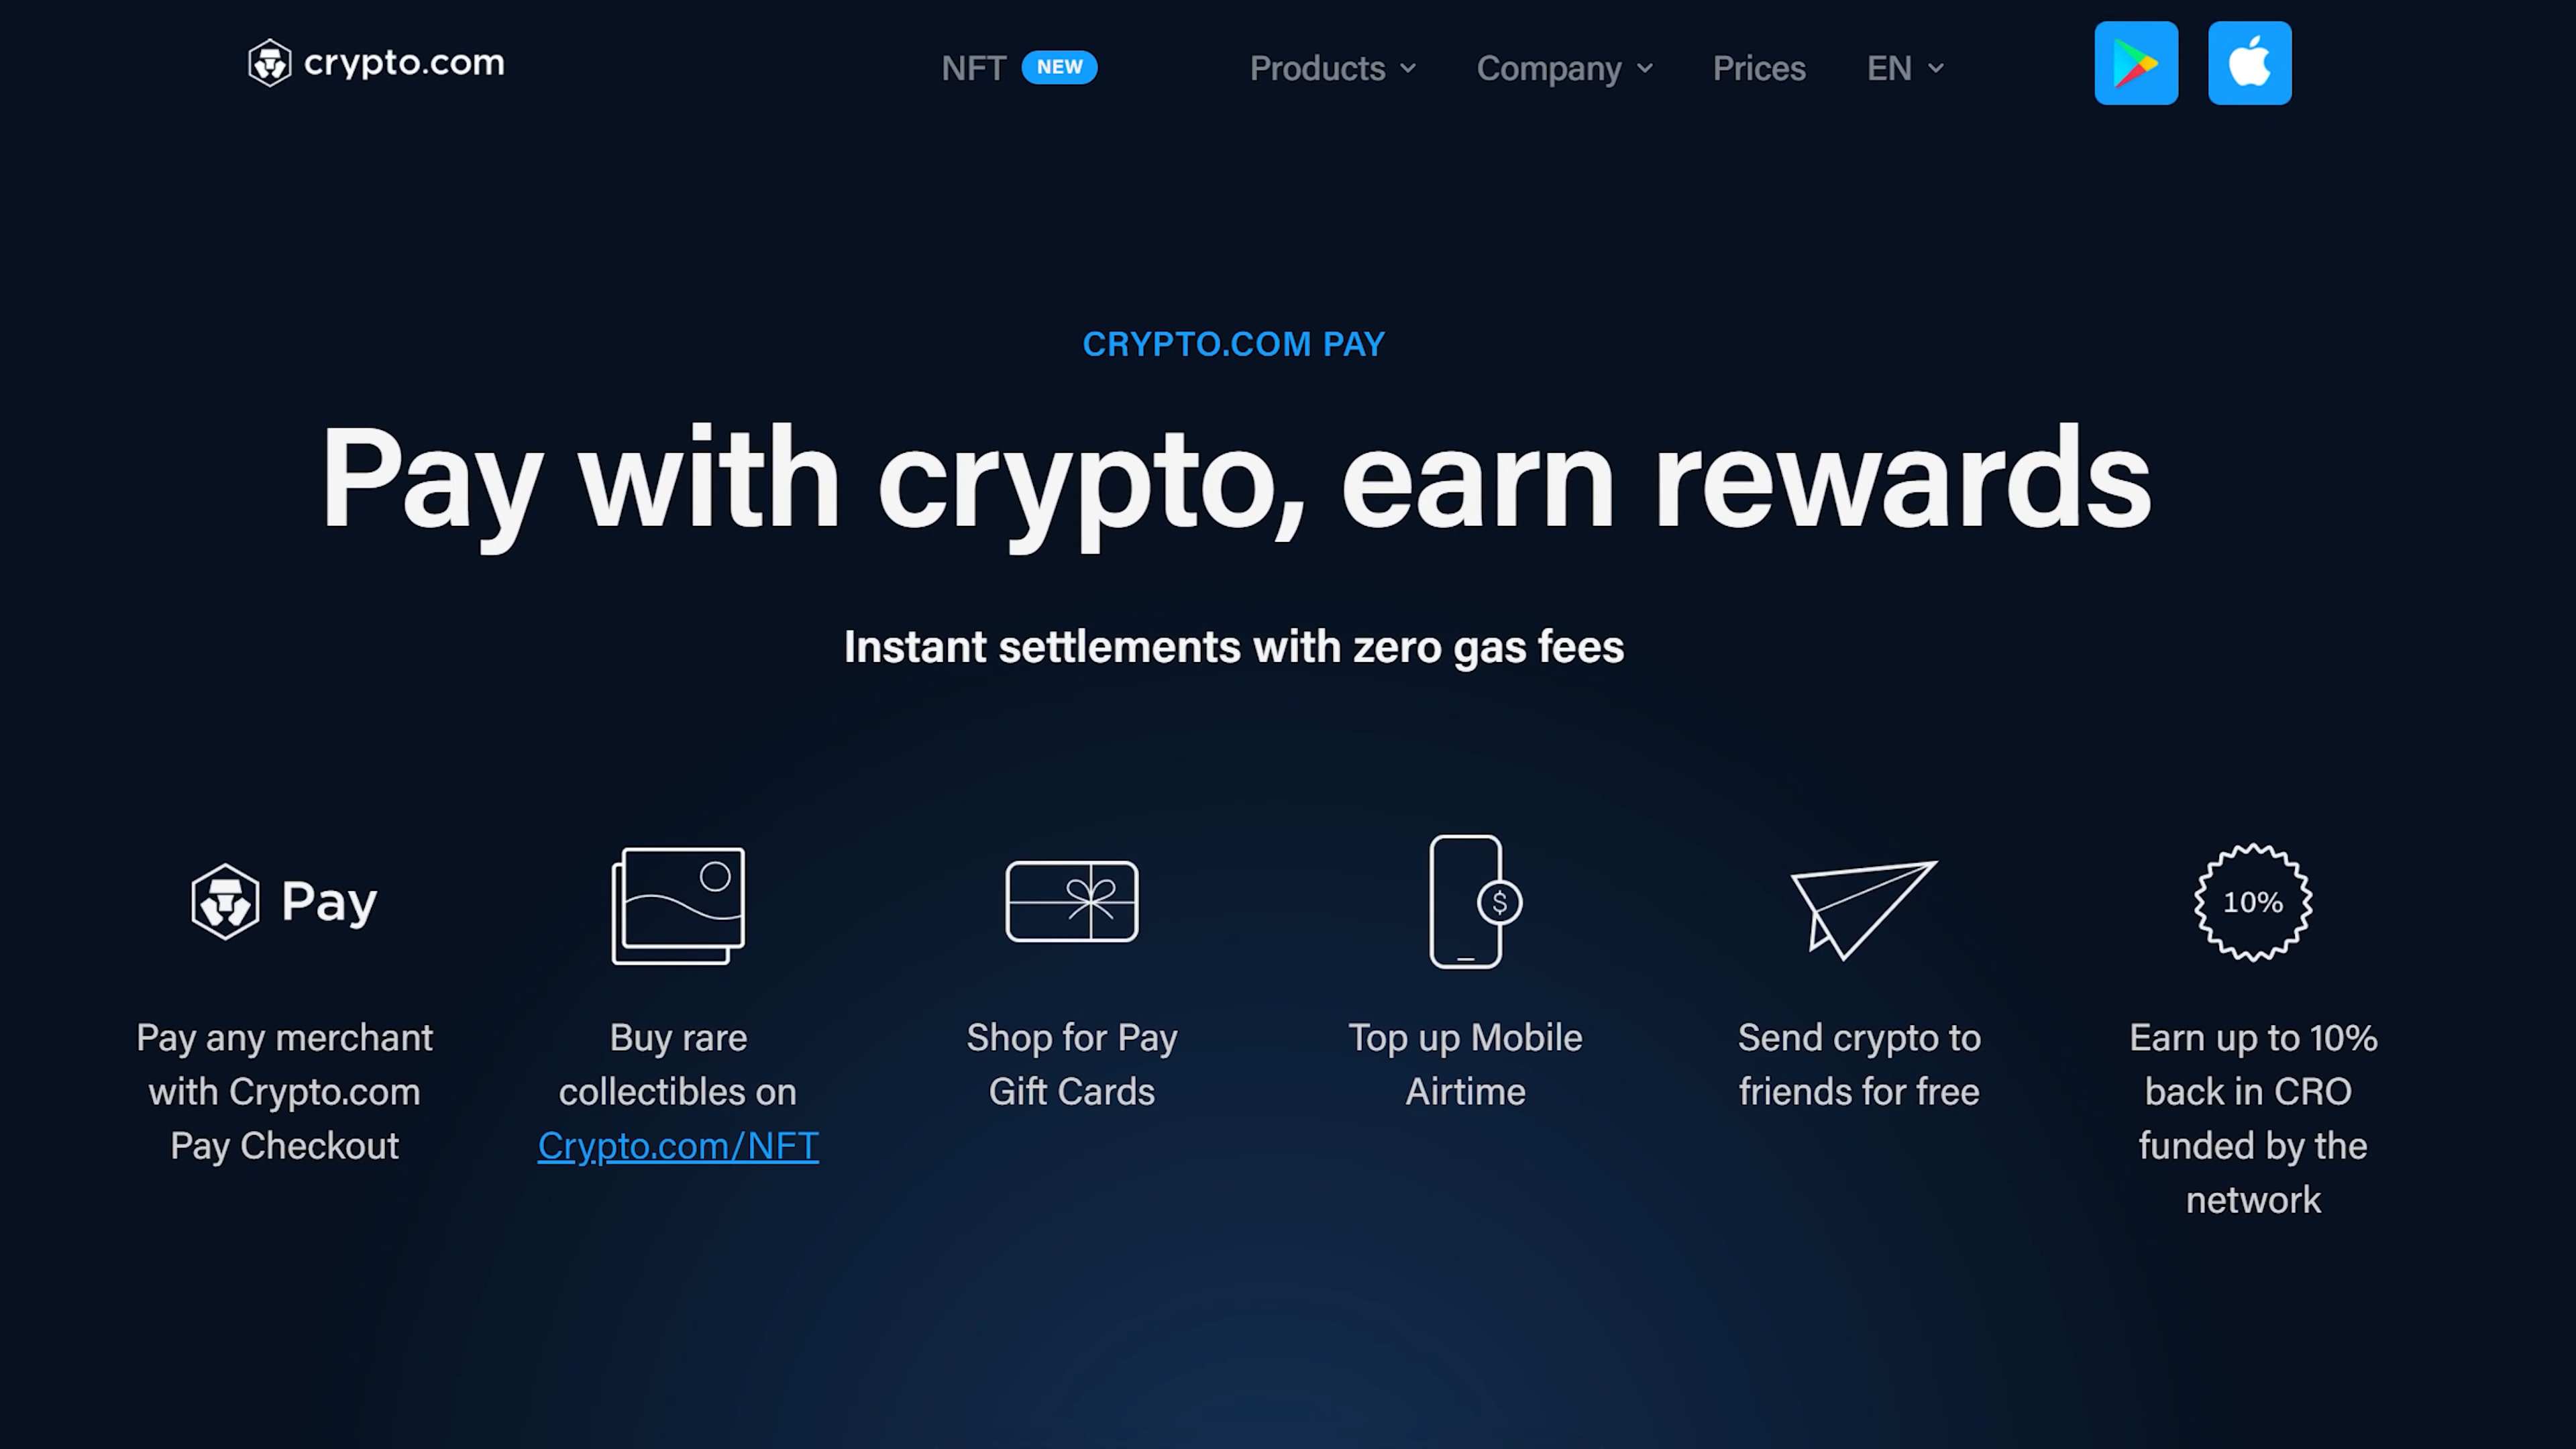 crypto.com
NFT NEW Products Company Prices EN
CRYPTO.COM PAY
Pay with crypto, earn rewards
Instant settlements with zero gas fees
Pay
Pay any merchant
with Crypto.com
Pay Checkout
Buy rare
collectibles on
Crypto.com/NFT
Shop for Pay
Gift Cards
$
Top up Mobile
Airtime
Send crypto to
friends for free
10%
Earn up to 10%
back in CRO
funded by the
network